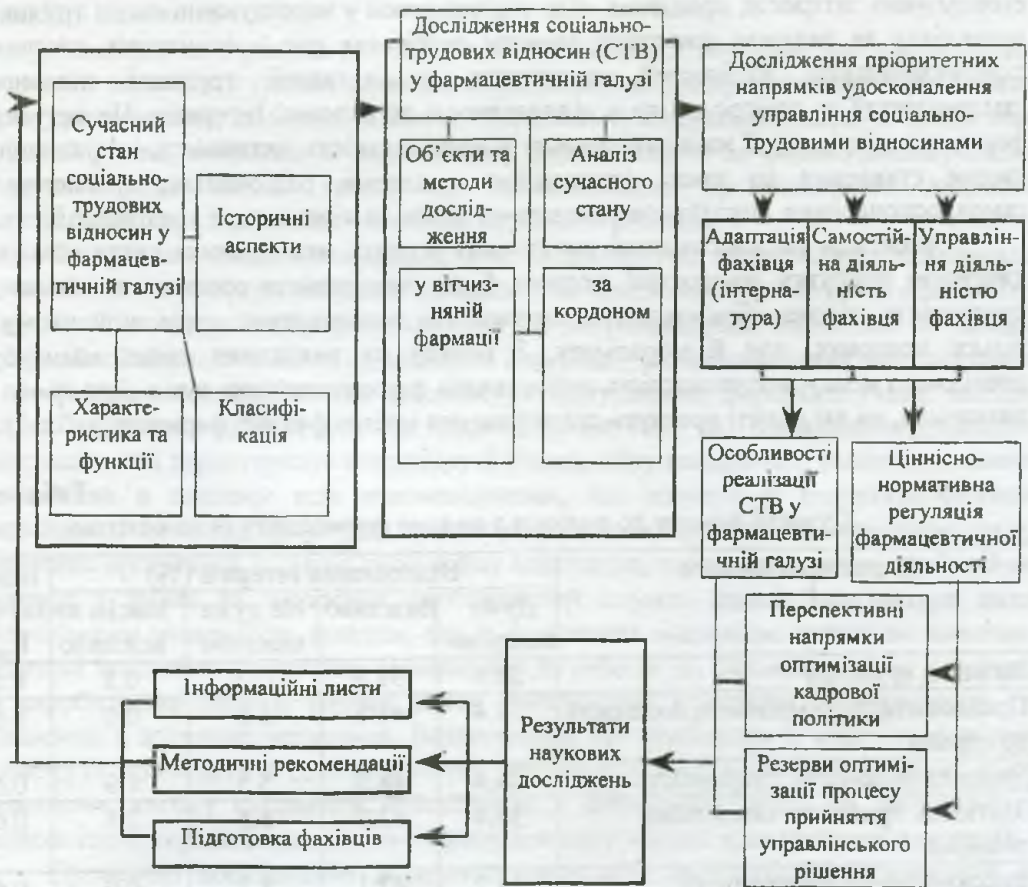 Сучасний
стан
соціально-
трудових
відносин у
фармацев-
тичній галузі
Історичні
аспекти
Характе-
ристика та
функції
Класифі-
кація
Дослідження соціально-
трудових відносин (СТВ)
у фармацевтичній галузі
Об’єкти та
методи
дослід-
ження
Аналіз
сучасного
стану
у вітчиз-
няній
фармації
за
кордоном
Дослідження пріоритетних
напрямків удосконалення
управління соціально-
трудовими відносинами
Адаптація
фахівця
(інтерна-
тура)
Самостій-
на діяль-
ність
фахівця
Управлін-
ня діяль-
ністю
фахівця
Особливості
реалізації
СТВ у
фармацевти-
чній галузі
Ціннісно-
нормативна
регуляція
фармацевтичної
діяльності
Перспективні
напрямки
оптимізації
кадрової
політики
Резерви оптимі-
зації процесу
прийняття
управлінського
рішення
Результати
наукових
досліджень
Інформаційні листи
Методичні рекомендації
Підготовка фахівців